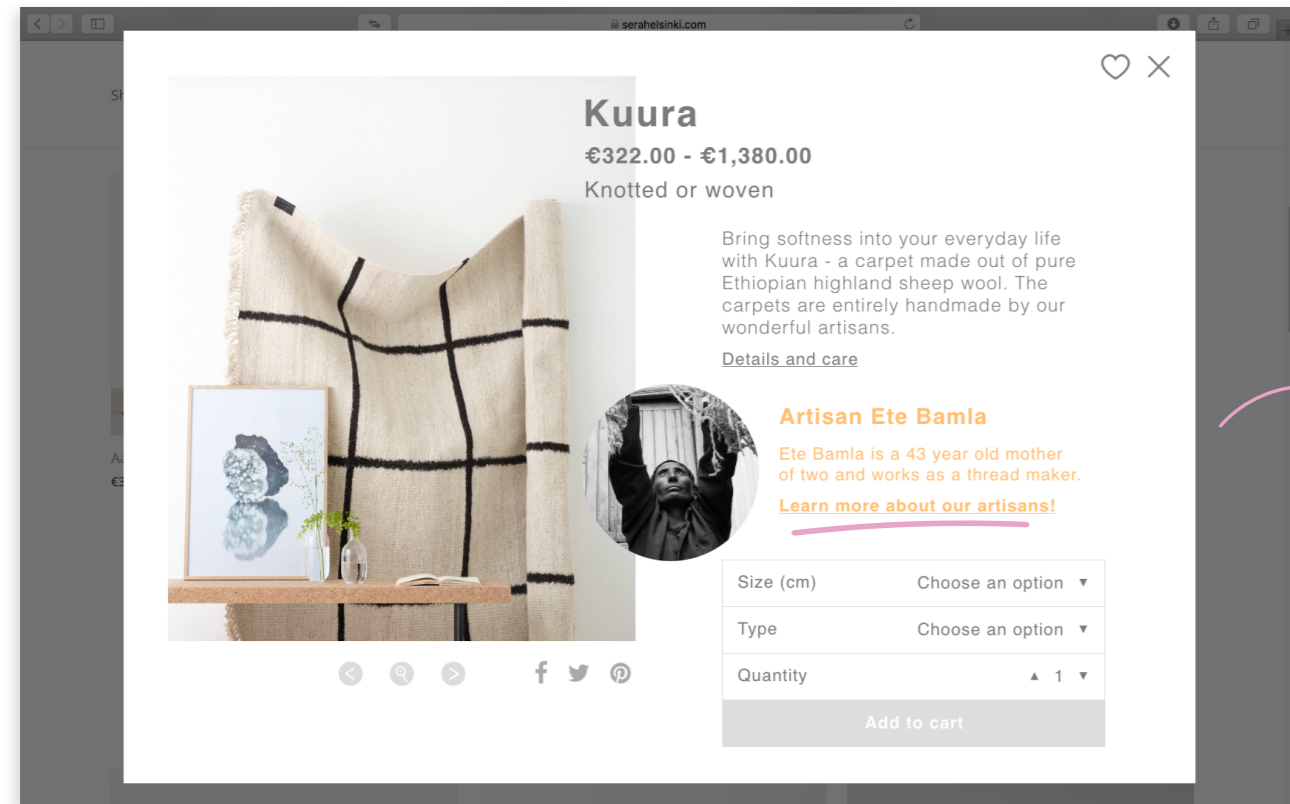 serahelsinki.com
Sh
Kuura
€322.00 - €1,380.00
Knotted or woven
Bring softness into your everyday life
with Kuura - a carpet made out of pure
Ethiopian highland sheep wool. The
carpets are entirely handmade by our
wonderful artisans.
Details and care
Artisan Ete Bamla
Ete Bamla is a 43 year old mother
of two and works as a thread maker.
Learn more about our artisans!
Aa
€3
Size (cm) Choose an option ▼
Type Choose an option ▼
Quantity ▲ 1 ▼
Add to cart